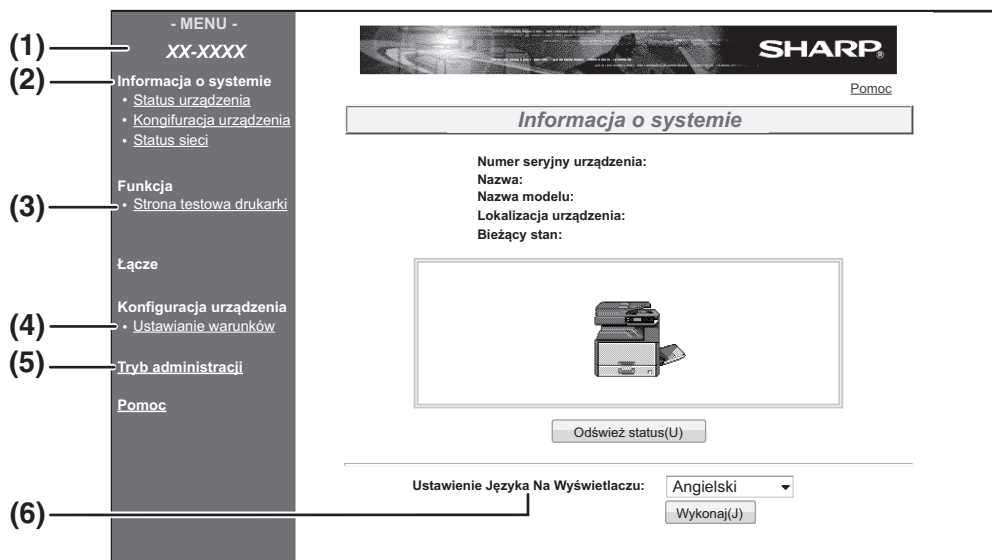 - MENU -
(1)
XX-XXXX
(2)
Informacja o systemie
• Status urządzenia
• Kongifuracja urządzenia
• Status sieci
Funkcja
(3)
• Strona testowa drukarki
Łącze
Konfiguracja urządzenia
(4)
• Ustawianie warunków
(5)
Tryb administracji
Pomoc
SHARP®
Pomoc
Informacja o systemie
Numer seryjny urządzenia:
Nazwa:
Nazwa modelu:
Lokalizacja urządzenia:
Bieżący stan:
Odśwież status(U)
(6)
Ustawienie Języka Na Wyświetlaczu: Angielski
Wykonaj(J)